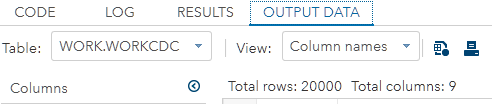 CODE LOG RESULTS OUTPUT DATA
Table: WORK.WORKCDC View: Column names
Columns Total rows: 20000 Total columns: 9